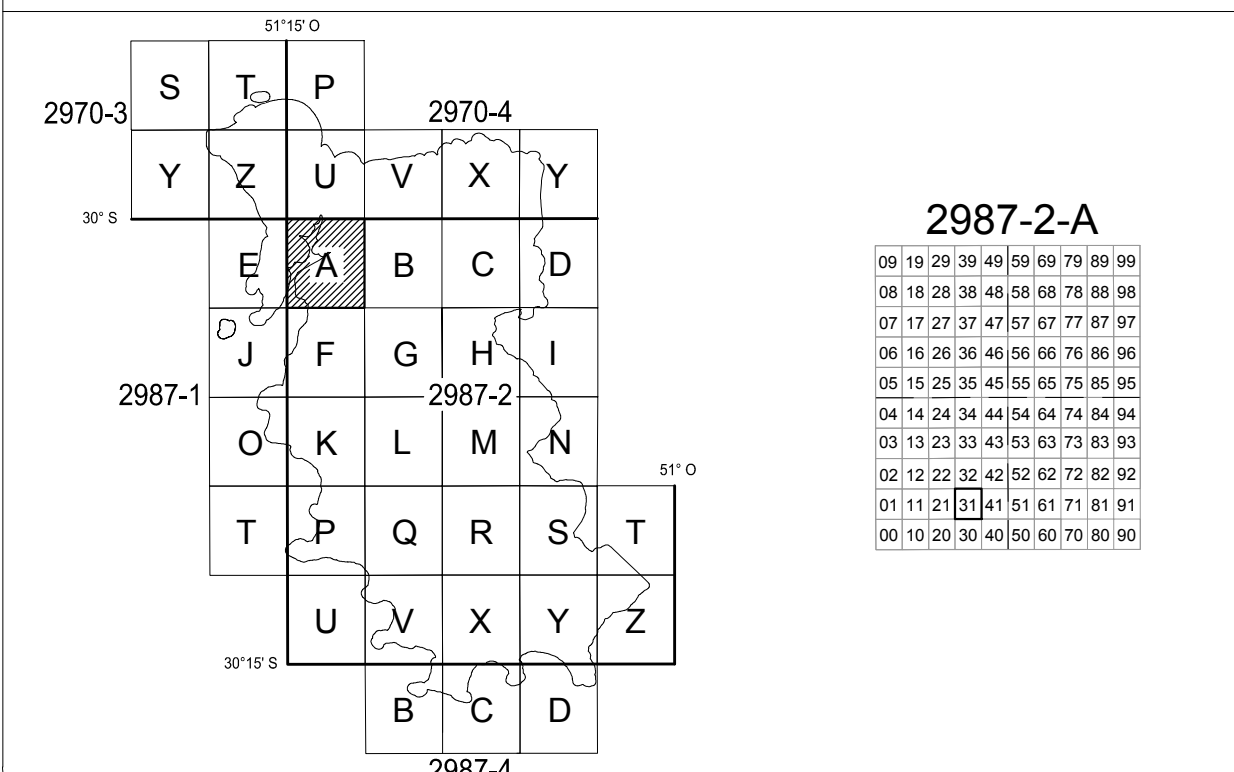 51°15' O
S T P
2970-3 2970-4
Y Z U V X Y
30° S
E A B C D
J F G H I
2987-1 2987-2
O K L M N
51° O
T P Q R S T
U V X Y Z
30°15' S
B C D
2987-4
2987-2-A
09 19 29 39 49 59 69 79 89 99
08 18 28 38 48 58 68 78 88 98
07 17 27 37 47 57 67 77 87 97
06 16 26 36 46 56 66 76 86 96
05 15 25 35 45 55 65 75 85 95
04 14 24 34 44 54 64 74 84 94
03 13 23 33 43 53 63 73 83 93
02 12 22 32 42 52 62 72 82 92
01 11 21 31 41 51 61 71 81 91
00 10 20 30 40 50 60 70 80 90